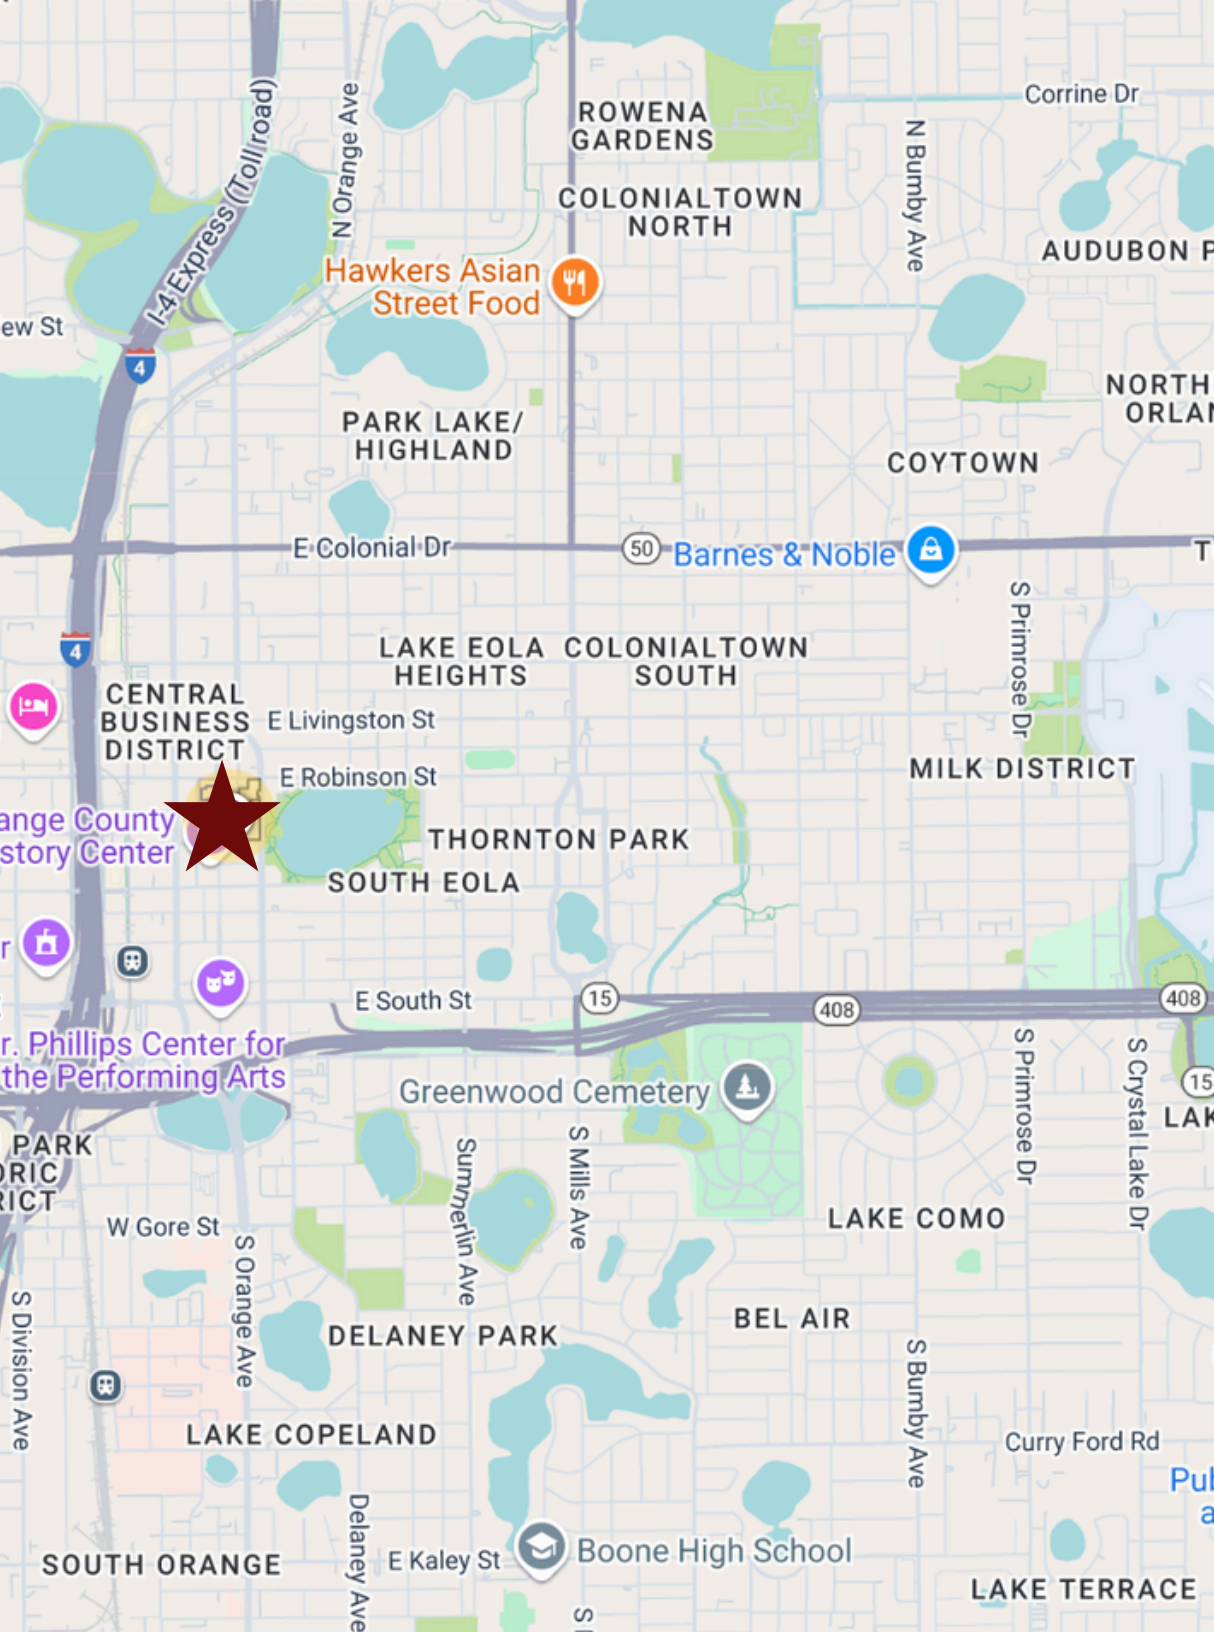 Corrine Dr
N Orange Ave
I-4 Express (Toll road)
ROWENA
GARDENS
N Bumby Ave
COLONIALTOWN
NORTH
AUDUBON P
Hawkers Asian
Street Food
ew St
4
NORTH
ORLAN
PARK LAKE/
HIGHLAND
COYTOWN
E Colonial Dr
50
Barnes & Noble
T
S Primrose Dr
4
LAKE EOLA
HEIGHTS
COLONIALTOWN
SOUTH
CENTRAL
BUSINESS
DISTRICT
E Livingston St
E Robinson St
MILK DISTRICT
ange County
story Center
THORNTON PARK
SOUTH EOLA
r
E South St
15
408
408
r. Phillips Center for
the Performing Arts
Greenwood Cemetery
S Primrose Dr
S Crystal Lake Dr
15
LAK
PARK
ORIC
RICT
Summerlin Ave
S Mills Ave
W Gore St
LAKE COMO
S Orange Ave
S Division Ave
DELANEY PARK
BEL AIR
S Bumby Ave
LAKE COPELAND
Curry Ford Rd
Pub
a
Delaney Ave
SOUTH ORANGE
E Kaley St
Boone High School
LAKE TERRACE
S